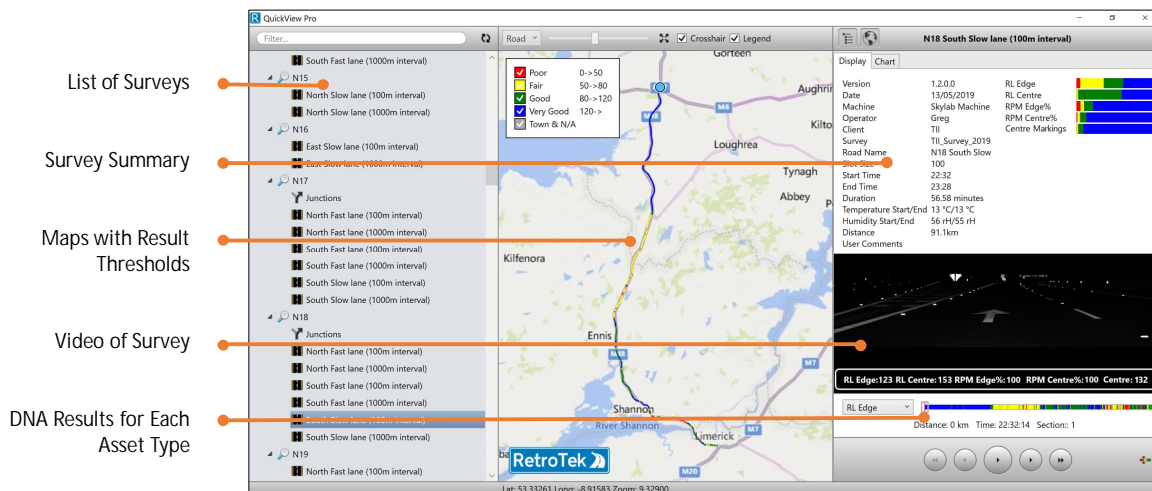 List of Surveys
Survey Summary
Maps with Result
Thresholds
Video of Survey
DNA Results for Each
Asset Type
QuickView Pro
Filter...
South Fast lane (1000m interval)
N15
North Slow lane (100m interval)
North Slow lane (1000m interval)
N16
East Slow lane (100m interval)
East Slow lane (1000m interval)
N17
Junctions
North Fast lane (100m interval)
North Fast lane (1000m interval)
South Fast lane (100m interval)
South Fast lane (1000m interval)
South Slow lane (100m interval)
South Slow lane (1000m interval)
N18
Junctions
North Fast lane (100m interval)
North Fast lane (1000m interval)
South Fast lane (100m interval)
South Fast lane (1000m interval)
South Slow lane (100m interval)
South Slow lane (1000m interval)
N19
North Fast lane (100m interval)
Road
Crosshair
Legend
Poor 0->50
Fair 50->80
Good 80->120
Very Good 120->
Town & N/A
Gorteen
Aughrim
M6
Kilto
Loughrea
Tynagh
Abbey
P
Kilfenora
Ennis
M18
Shannon
River Shannon
Limerick
M7
M7
M20
ba
RetroTek
Lat: 53.33261 Long: -8.91583 Zoom: 9.32900
N18 South Slow lane (100m interval)
Display
Chart
Version 1.2.0.0
Date 13/05/2019
Machine Skylab Machine
Operator Greg
Client TII
Survey TII_Survey_2019
Road Name N18 South Slow
Slot Size 100
Start Time 22:32
End Time 23:28
Duration 56.58 minutes
Temperature Start/End 13 °C/13 °C
Humidity Start/End 56 rH/55 rH
Distance 91.1km
User Comments
RL Edge
RL Centre
RPM Edge%
RPM Centre%
Centre Markings
RL Edge:123 RL Centre:153 RPM Edge%:100 RPM Centre%:100 Centre: 132
RL Edge
Distance: 0 km Time: 22:32:14 Section:: 1